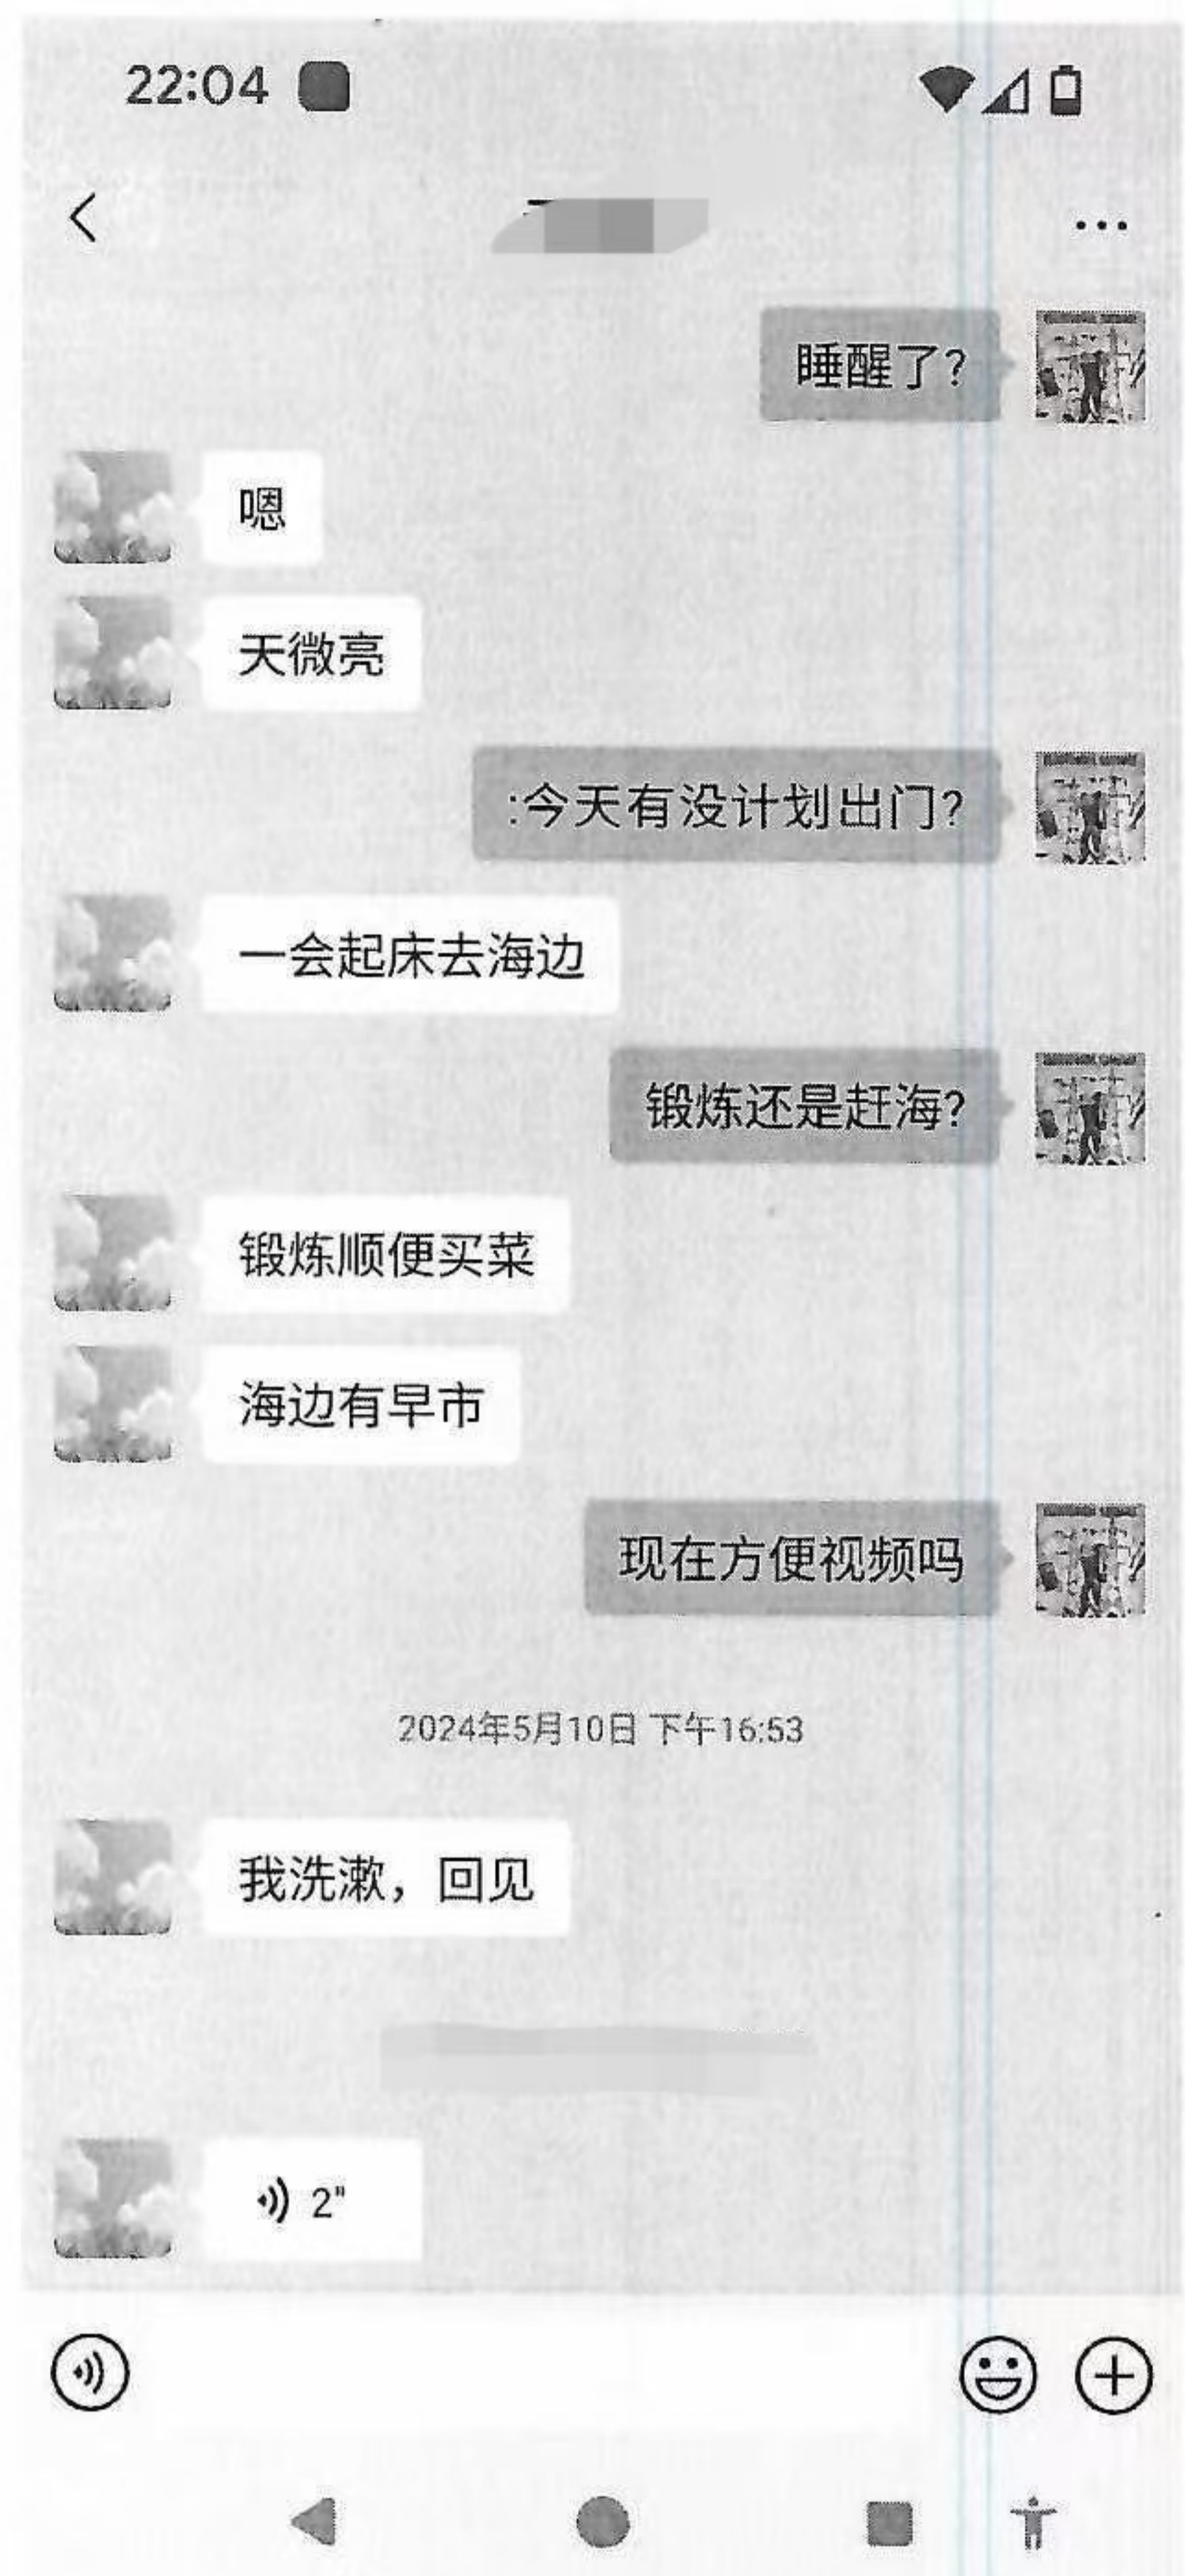 22:04
睡醒了?
嗯
天微亮
:今天有没计划出门?
一会起床去海边
锻炼还是赶海?
锻炼顺便买菜
海边有早市
现在方便视频吗
2024年5月10日 下午16:53
我洗漱，回见
2"